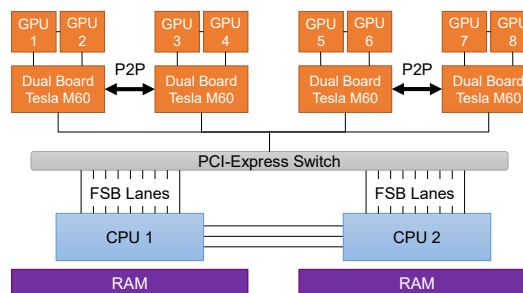 GPU 1
GPU 2
GPU 3
GPU 4
GPU 5
GPU 6
GPU 7
GPU 8
Dual Board
Tesla M60
P2P
Dual Board
Tesla M60
Dual Board
Tesla M60
P2P
Dual Board
Tesla M60
PCI-Express Switch
FSB Lanes
FSB Lanes
CPU 1
CPU 2
RAM
RAM